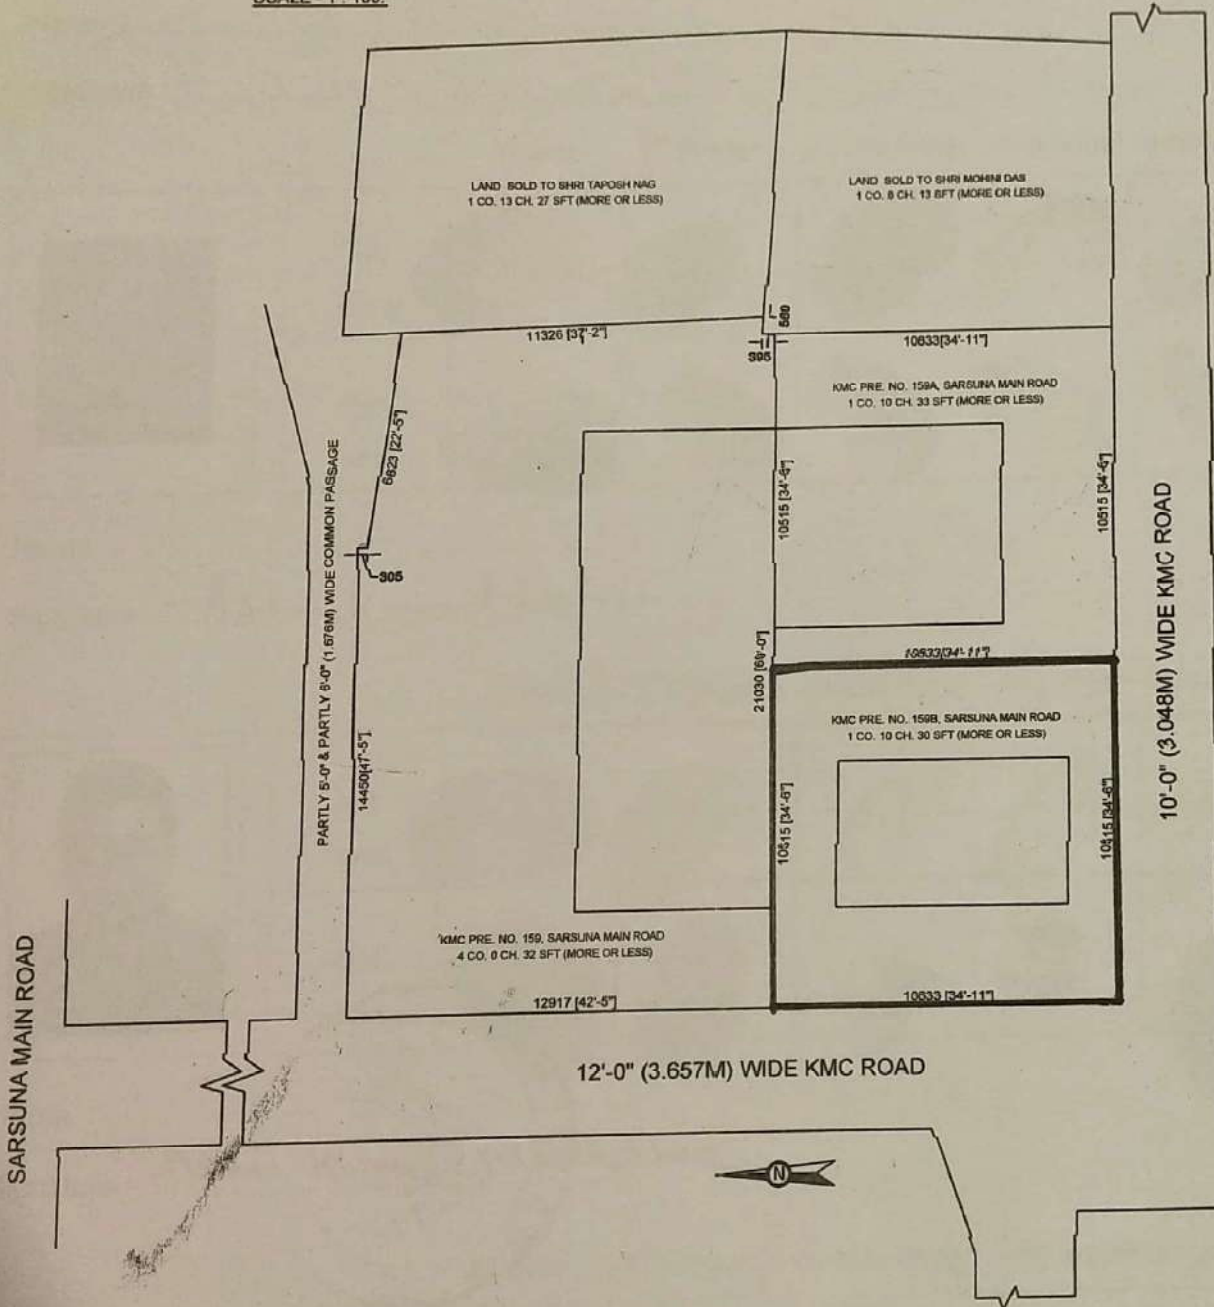 SCALE - 1 : 100.
LAND SOLD TO SHRI TAPOSH NAG
1 CO. 13 CH. 27 SFT (MORE OR LESS)
LAND SOLD TO SHRI MOHINI DAS
1 CO. 8 CH. 13 SFT (MORE OR LESS)
11326 [37'-2"]
560
395
10633[34'-11"]
KMC PRE. NO. 159A, SARSUNA MAIN ROAD
1 CO. 10 CH. 33 SFT (MORE OR LESS)
6823 [22'-5"]
PARTLY 5'-0" & PARTLY 6'-0" (1.676M) WIDE COMMON PASSAGE
305
10515 [34'-6"]
10515 [34'-6"]
10'-0" (3.048M) WIDE KMC ROAD
10633[34'-11"]
21030 [69'-0"]
KMC PRE. NO. 159B, SARSUNA MAIN ROAD
1 CO. 10 CH. 30 SFT (MORE OR LESS)
14450[47'-5"]
10515 [34'-6"]
10515 [34'-6"]
KMC PRE. NO. 159, SARSUNA MAIN ROAD
4 CO. 0 CH. 32 SFT (MORE OR LESS)
12917 [42'-5"]
10633 [34'-11"]
SARSUNA MAIN ROAD
12'-0" (3.657M) WIDE KMC ROAD
N